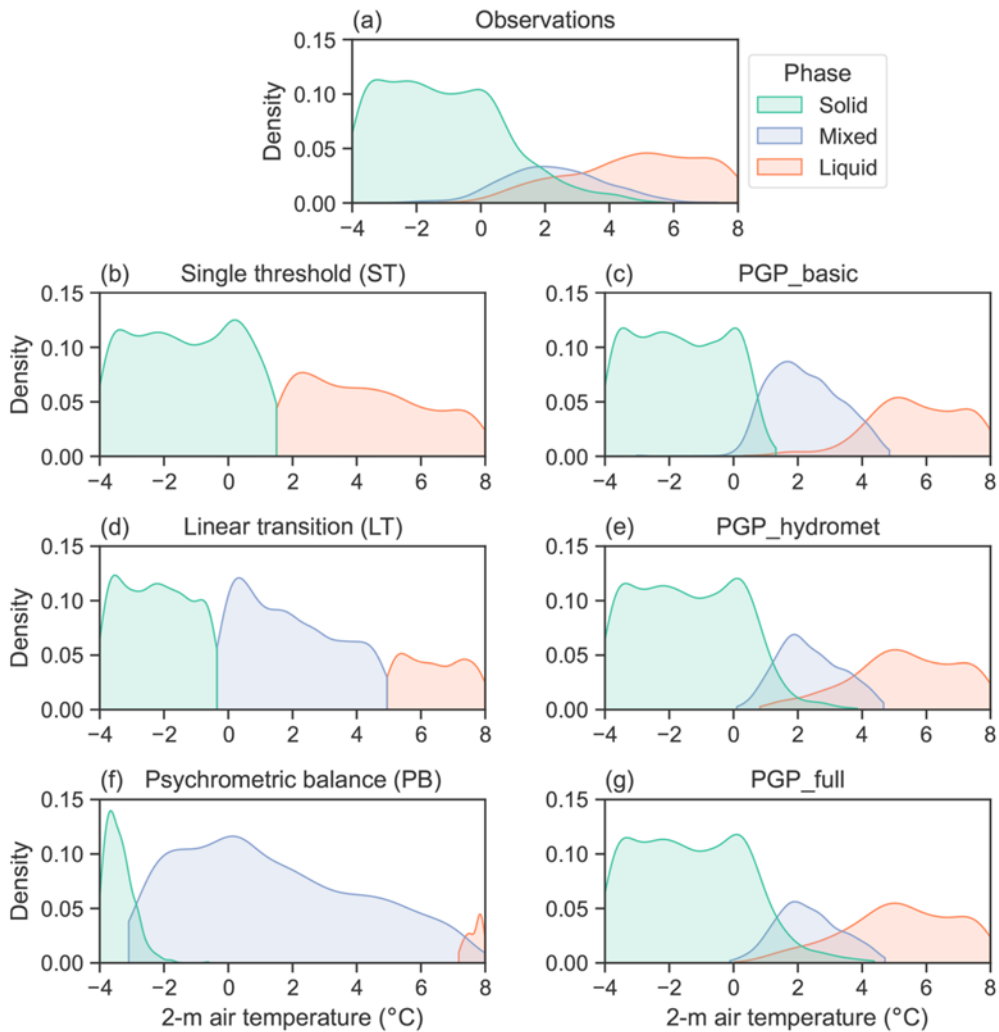 (a) Observations
0.15
0.10
0.05
0.00
Density
−4 −2 0 2 4 6 8
Phase
Solid
Mixed
Liquid
(b) Single threshold (ST)
0.15
0.10
0.05
0.00
Density
−4 −2 0 2 4 6 8
(c) PGP_basic
0.15
0.10
0.05
0.00
−4 −2 0 2 4 6 8
(d) Linear transition (LT)
0.15
0.10
0.05
0.00
Density
−4 −2 0 2 4 6 8
(e) PGP_hydromet
0.15
0.10
0.05
0.00
−4 −2 0 2 4 6 8
(f) Psychrometric balance (PB)
0.15
0.10
0.05
0.00
Density
−4 −2 0 2 4 6 8
2-m air temperature (°C)
(g) PGP_full
0.15
0.10
0.05
0.00
−4 −2 0 2 4 6 8
2-m air temperature (°C)